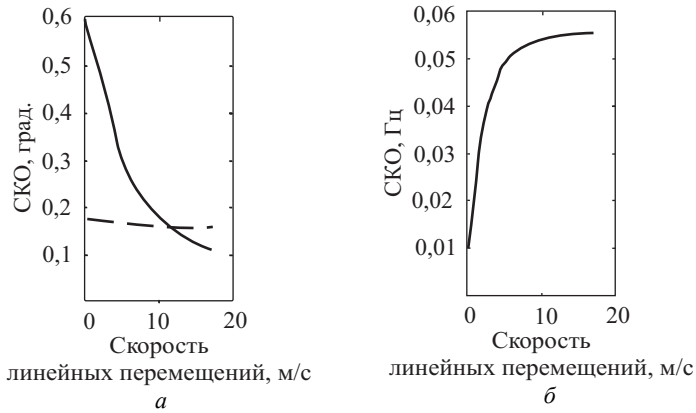 0,6
0,5
0,4
0,3
0,2
0,1
СКО, град.
0 10 20
Скорость
линейных перемещений, м/с
а
0,06
0,05
0,04
0,03
0,02
0,01
СКО, Гц
0 10 20
Скорость
линейных перемещений, м/с
б